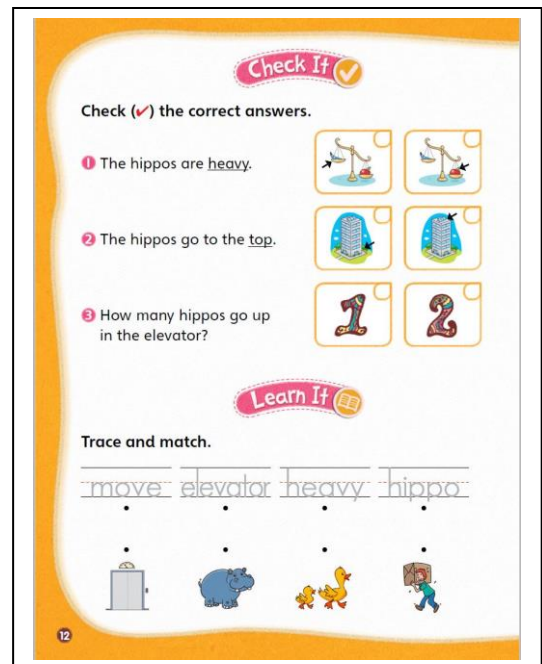 Check It
Check (✔) the correct answers.
1 The hippos are heavy.
2 The hippos go to the top.
3 How many hippos go up
in the elevator?
1 2
Learn It
Trace and match.
move elevator heavy hippo
12